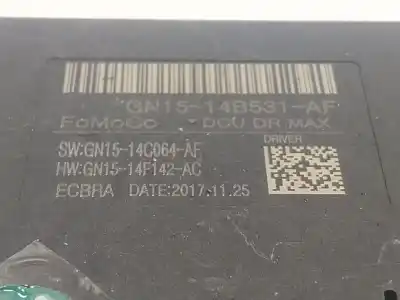 *GN15-14B531-AF
FoMoCo DCU DR MAX
SW:GN15-14C064-AF DRIVER
HW:GN15-14F142-AC
ECBRA DATE:2017.11.25